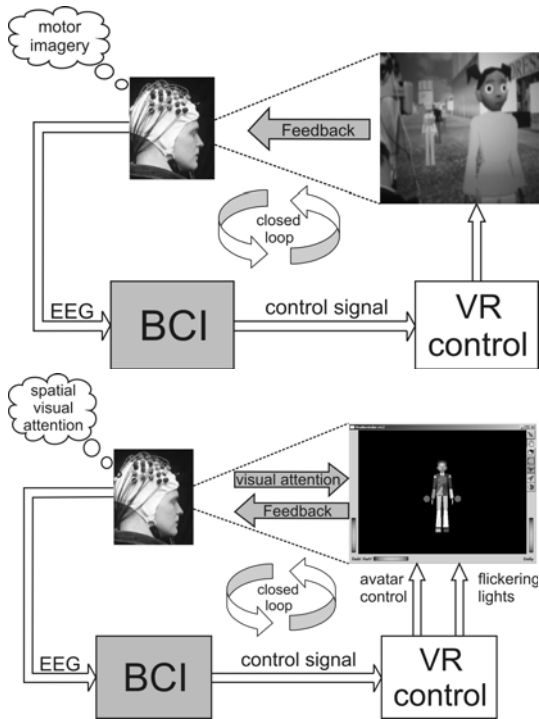 motor
imagery
Feedback
closed
loop
EEG
BCI
control signal
VR
control
spatial
visual
attention
visual attention
Feedback
closed
loop
avatar
control
flickering
lights
EEG
BCI
control signal
VR
control